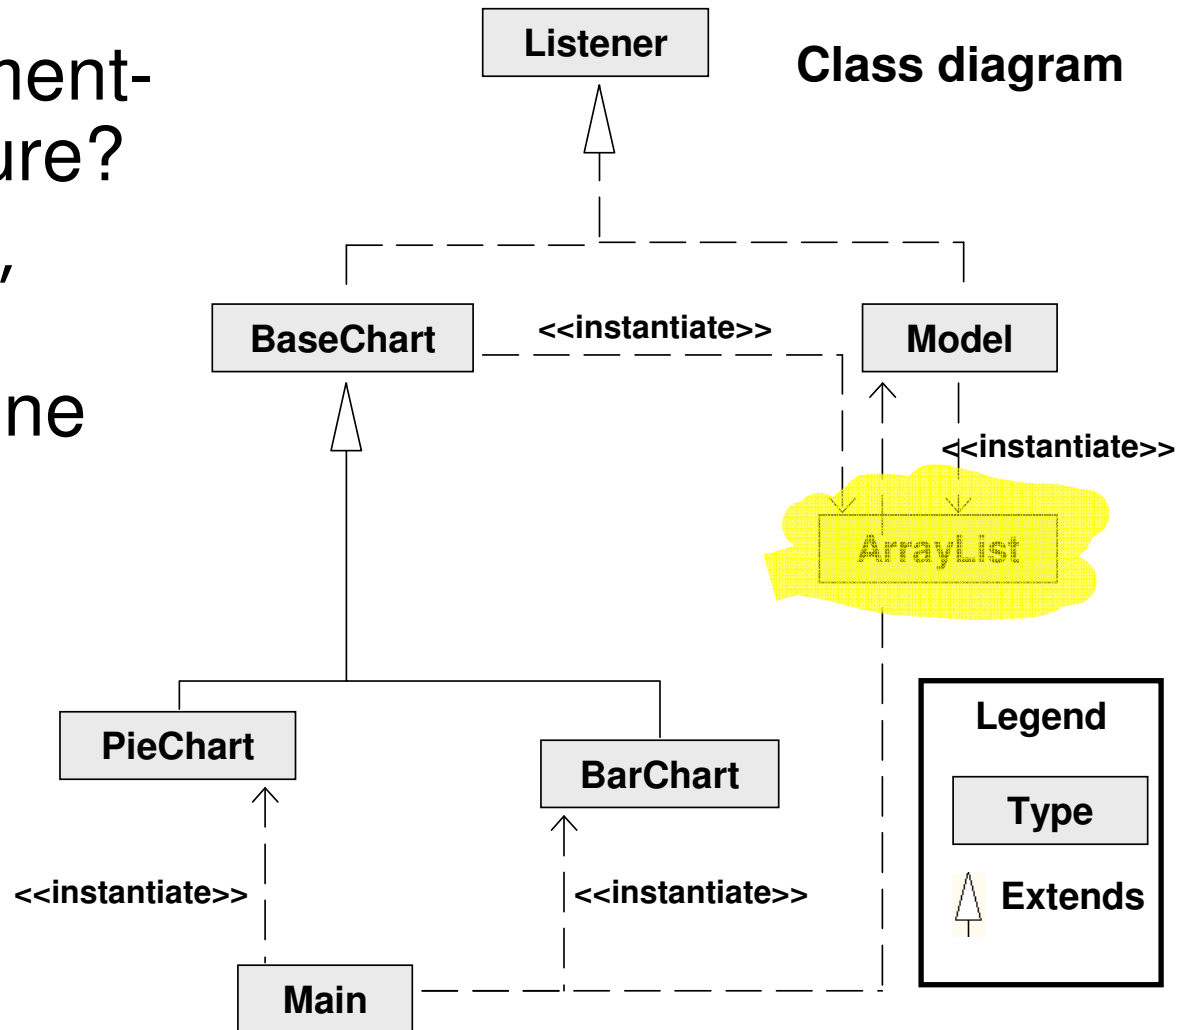 Listener
Class diagram
ment-
ure?
,
ne
BaseChart
<<instantiate>>
Model
<<instantiate>>
ArrayList
PieChart
BarChart
Legend
Type
Extends
<<instantiate>>
<<instantiate>>
Main